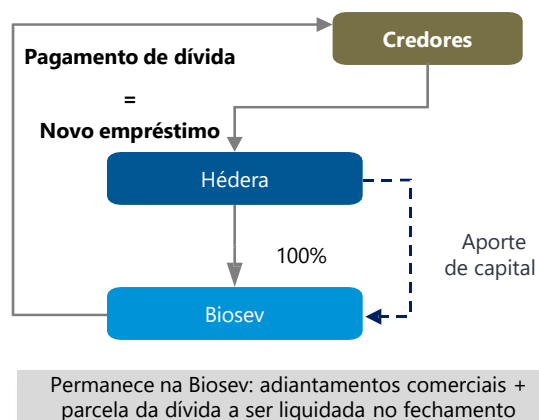 Credores
Pagamento de dívida
=
Novo empréstimo
Hédera
100%
Aporte
de capital
Biosev
Permanece na Biosev: adiantamentos comerciais +
parcela da dívida a ser liquidada no fechamento